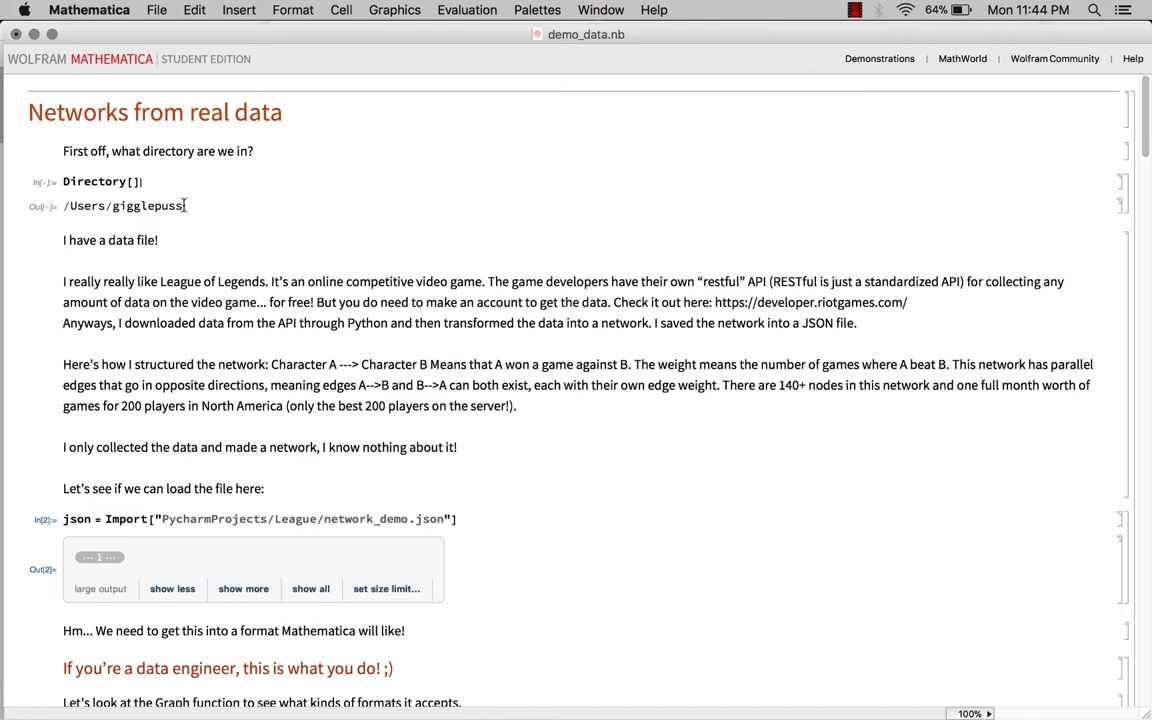 Mathematica File Edit Insert Format Cell Graphics Evaluation Palettes Window Help 64% Mon 11:44 PM
demo_data.nb
WOLFRAM MATHEMATICA | STUDENT EDITION Demonstrations | MathWorld | Wolfram Community | Help
Networks from real data
First off, what directory are we in?
In[◦]:= Directory[]
Out[◦]= /Users/gigglepuss
I have a data file!
I really really like League of Legends. It's an online competitive video game. The game developers have their own “restful” API (RESTful is just a standardized API) for collecting any
amount of data on the video game... for free! But you do need to make an account to get the data. Check it out here: https://developer.riotgames.com/
Anyways, I downloaded data from the API through Python and then transformed the data into a network. I saved the network into a JSON file.
Here's how I structured the network: Character A ---> Character B Means that A won a game against B. The weight means the number of games where A beat B. This network has parallel
edges that go in opposite directions, meaning edges A-->B and B-->A can both exist, each with their own edge weight. There are 140+ nodes in this network and one full month worth of
games for 200 players in North America (only the best 200 players on the server!).
I only collected the data and made a network, I know nothing about it!
Let's see if we can load the file here:
In[2]:= json = Import["PycharmProjects/League/network_demo.json"]
Out[2]= ... 1 ...
large output show less show more show all set size limit...
Hm... We need to get this into a format Mathematica will like!
If you're a data engineer, this is what you do! ;)
Let's look at the Graph function to see what kinds of formats it accepts.
100%